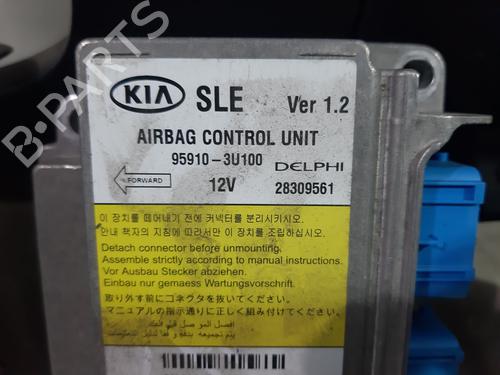 B-PARTS
KIA SLE Ver 1.2
AIRBAG CONTROL UNIT
95910-3U100 DELPHI
FORWARD 12V 28309561
이 장치를 떼어내기 전에 커넥터를 분리시키시오.
안내 책자의 지침에 따라서만 이 장치를 조립하십시오.
Detach connector before unmounting.
Assemble strictly according to manual instructions.
Vor Ausbau Stecker abziehen.
Einbau nur gemaess Wartungsvorschrift.
取り外す前にコネクタを抜いてください。
マニュアルの指示通りに正しく組み付けてください。
افصل الموصل قبل الفك